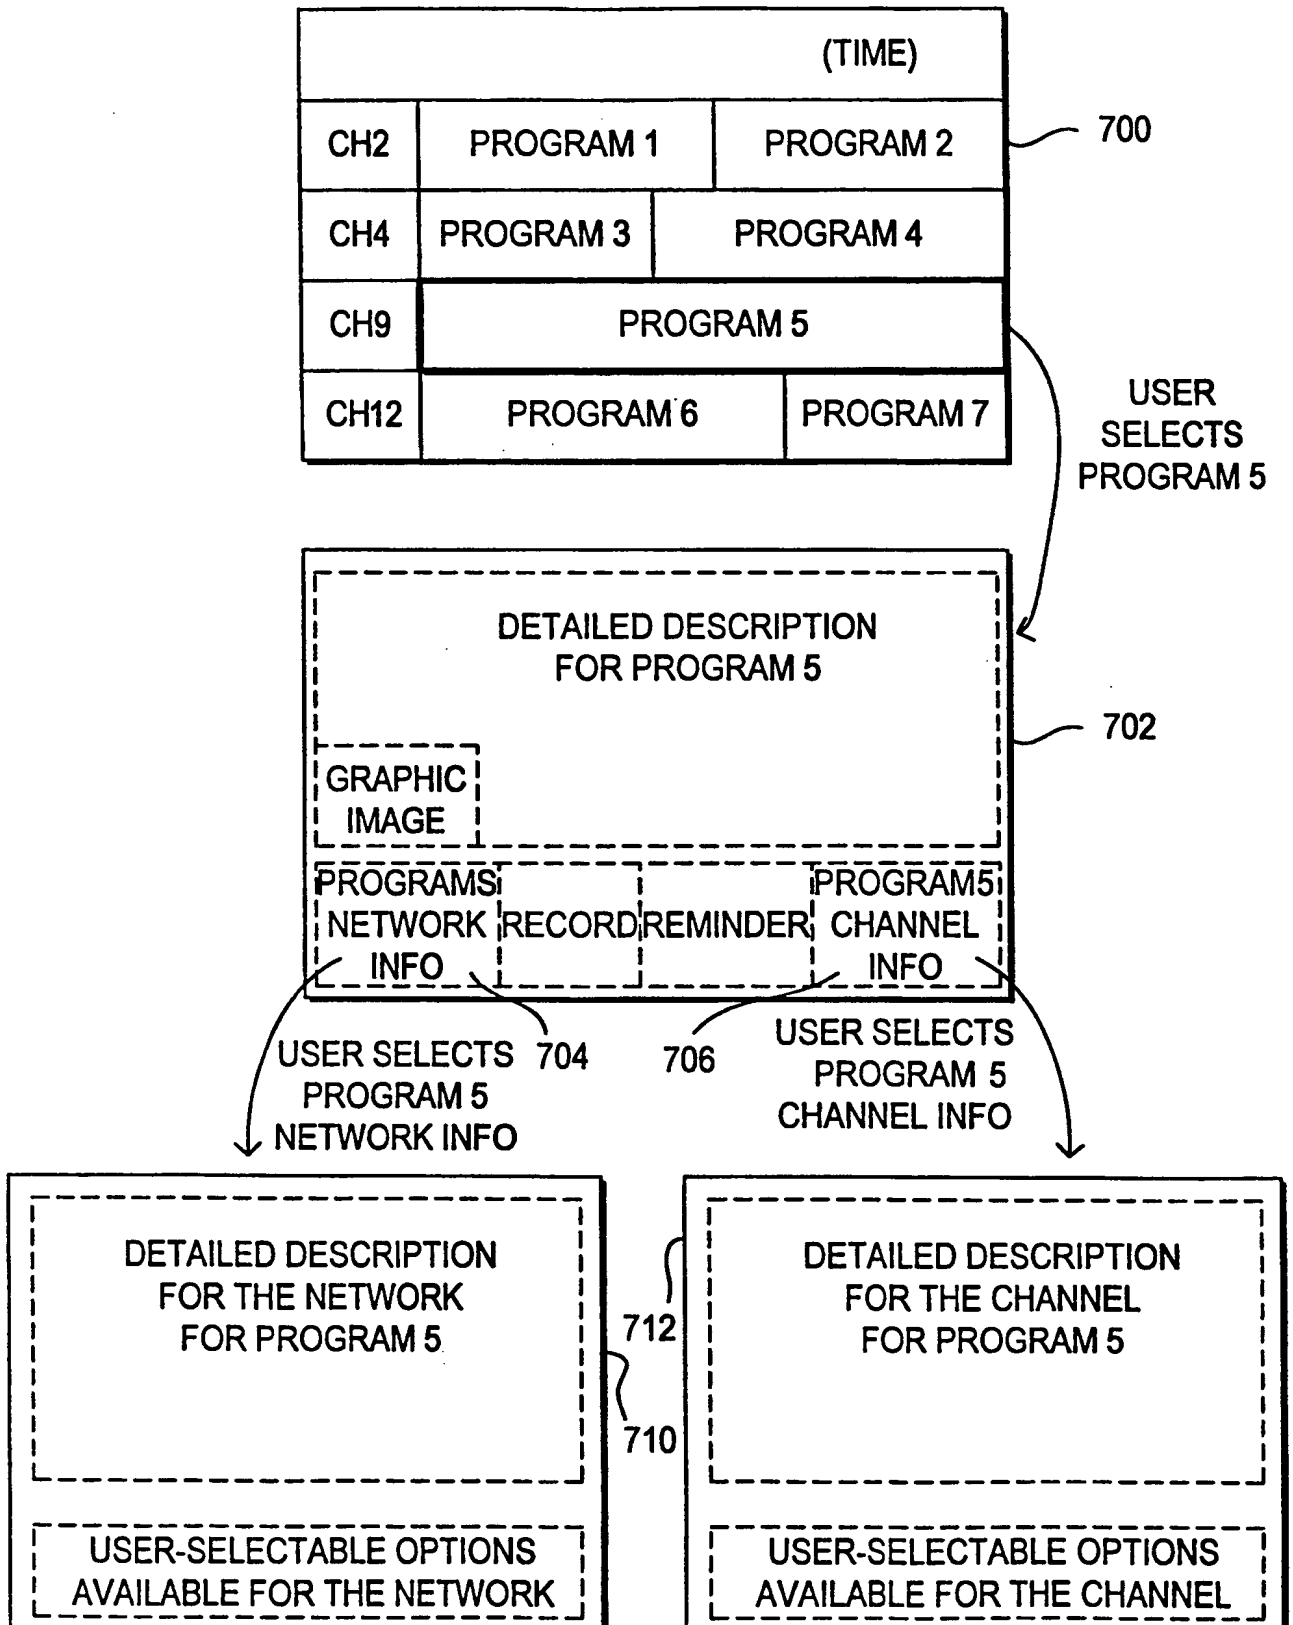 (TIME)
CH2 PROGRAM 1 PROGRAM 2
700
CH4 PROGRAM 3 PROGRAM 4
CH9 PROGRAM 5
CH12 PROGRAM 6 PROGRAM 7
USER
SELECTS
PROGRAM 5
DETAILED DESCRIPTION
FOR PROGRAM 5
702
GRAPHIC
IMAGE
PROGRAMS
NETWORK
INFO
RECORD
REMINDER
PROGRAM5
CHANNEL
INFO
704
706
USER SELECTS
PROGRAM 5
NETWORK INFO
USER SELECTS
PROGRAM 5
CHANNEL INFO
DETAILED DESCRIPTION
FOR THE NETWORK
FOR PROGRAM 5
710
USER-SELECTABLE OPTIONS
AVAILABLE FOR THE NETWORK
712
DETAILED DESCRIPTION
FOR THE CHANNEL
FOR PROGRAM 5
USER-SELECTABLE OPTIONS
AVAILABLE FOR THE CHANNEL